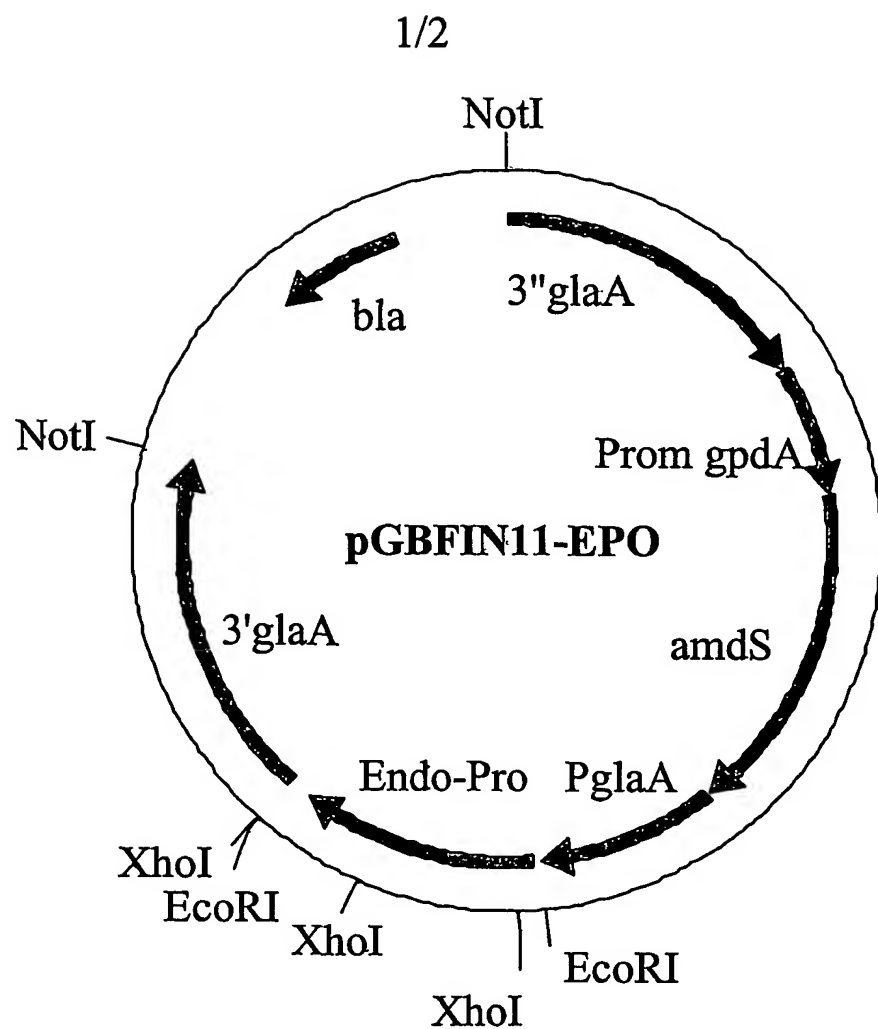 1/2
NotI
3"glaA
bla
NotI
Prom gpdA
pGBFIN11-EPO
3'glaA
amdS
Endo-Pro
PglaA
XhoI
EcoRI
XhoI
EcoRI
XhoI